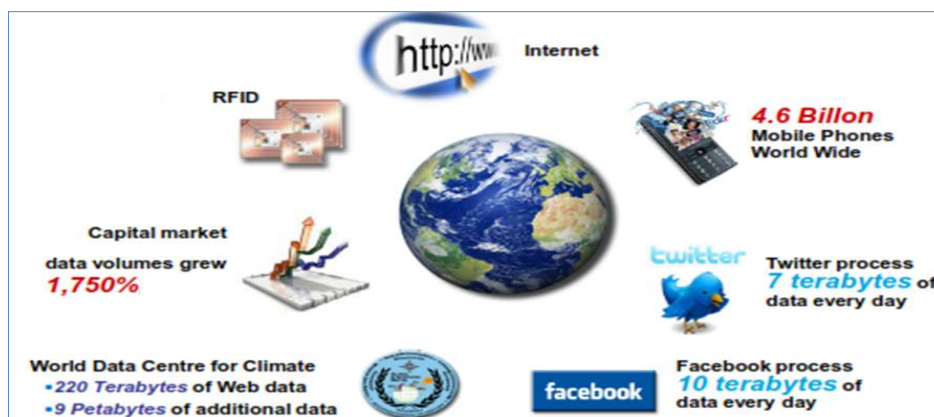 http://ww
Internet
RFID
4.6 Billon
Mobile Phones
World Wide
Capital market
data volumes grew
1,750%
twitter
Twitter process
7 terabytes of
data every day
World Data Centre for Climate
•220 Terabytes of Web data
•9 Petabytes of additional data
facebook
Facebook process
10 terabytes of
data every day